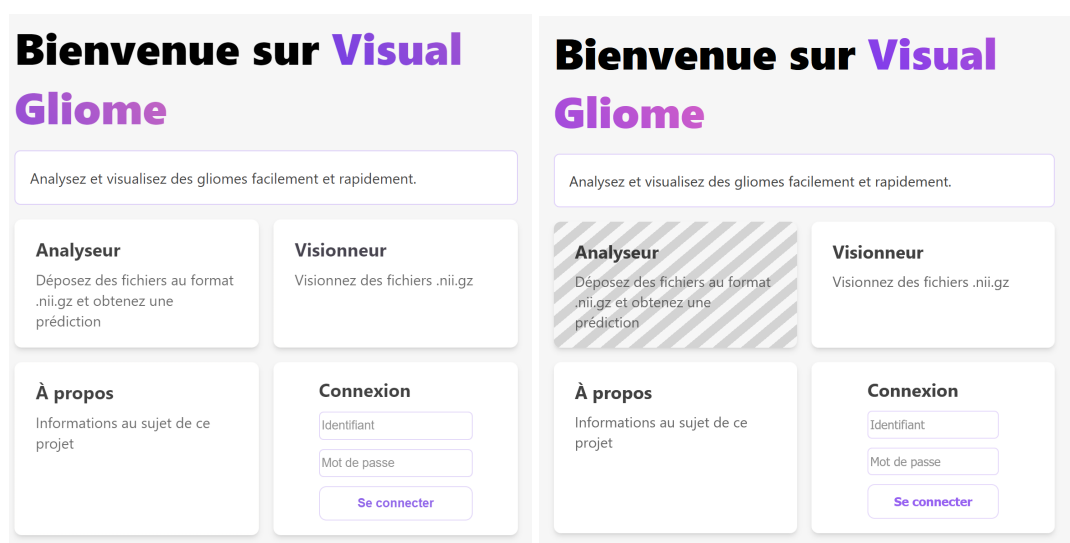 Bienvenue sur Visual
Gliome
Analysez et visualisez des gliomes facilement et rapidement.
Analyseur
Déposez des fichiers au format
.nii.gz et obtenez une
prédiction
Visionneur
Visionnez des fichiers .nii.gz
À propos
Informations au sujet de ce
projet
Connexion
Identifiant
Mot de passe
Se connecter
Bienvenue sur Visual
Gliome
Analysez et visualisez des gliomes facilement et rapidement.
Analyseur
Déposez des fichiers au format
.nii.gz et obtenez une
prédiction
Visionneur
Visionnez des fichiers .nii.gz
À propos
Informations au sujet de ce
projet
Connexion
Identifiant
Mot de passe
Se connecter